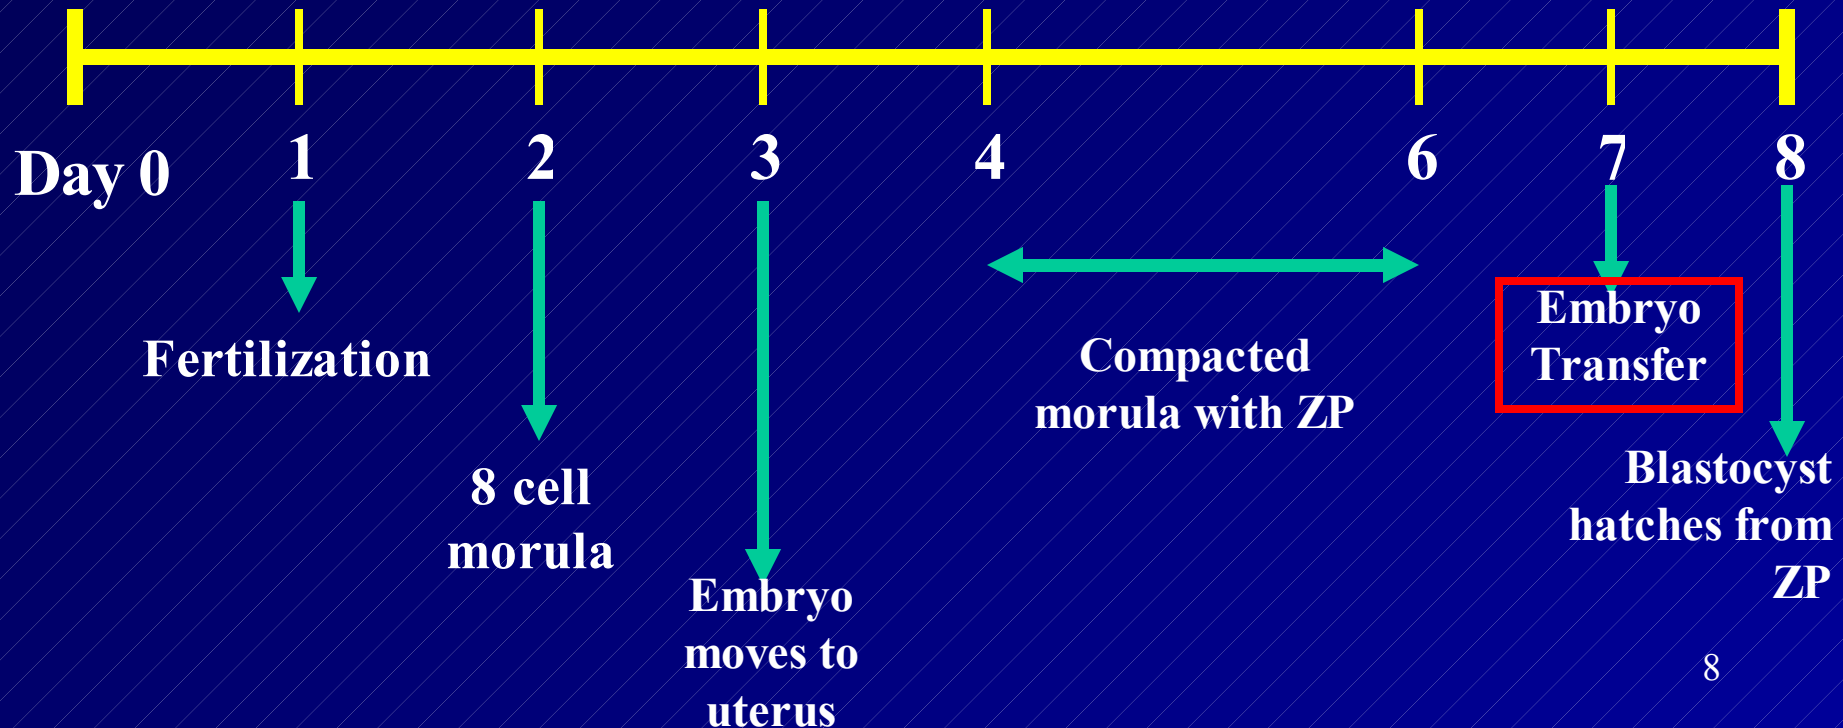 Day 0 1 2 3 4 6 7 8
Fertilization
8 cell
morula
Embryo
moves to
uterus
Compacted
morula with ZP
Embryo
Transfer
Blastocyst
hatches from
ZP
8